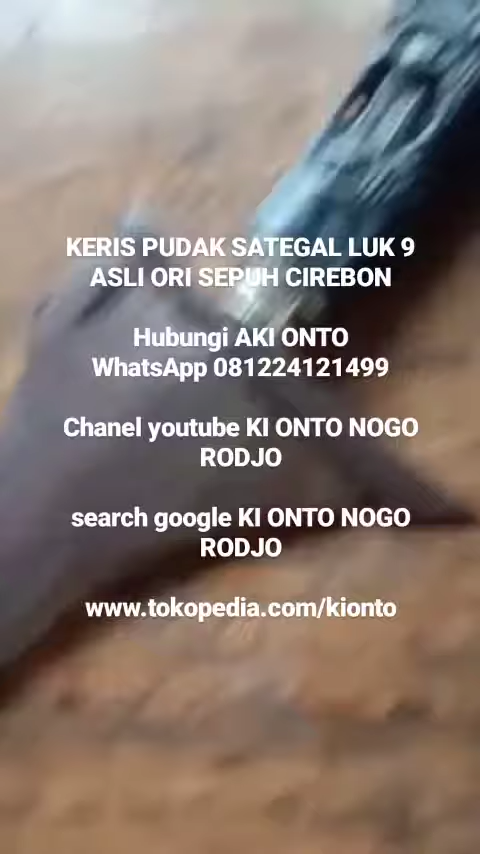 KERIS PUDAK SATEGAL LUK 9
ASLI ORI SEPUH CIREBON
Hubungi AKI ONTO
WhatsApp 081224121499
Chanel youtube KI ONTO NOGO
RODJO
search google KI ONTO NOGO
RODJO
www.tokopedia.com/kionto